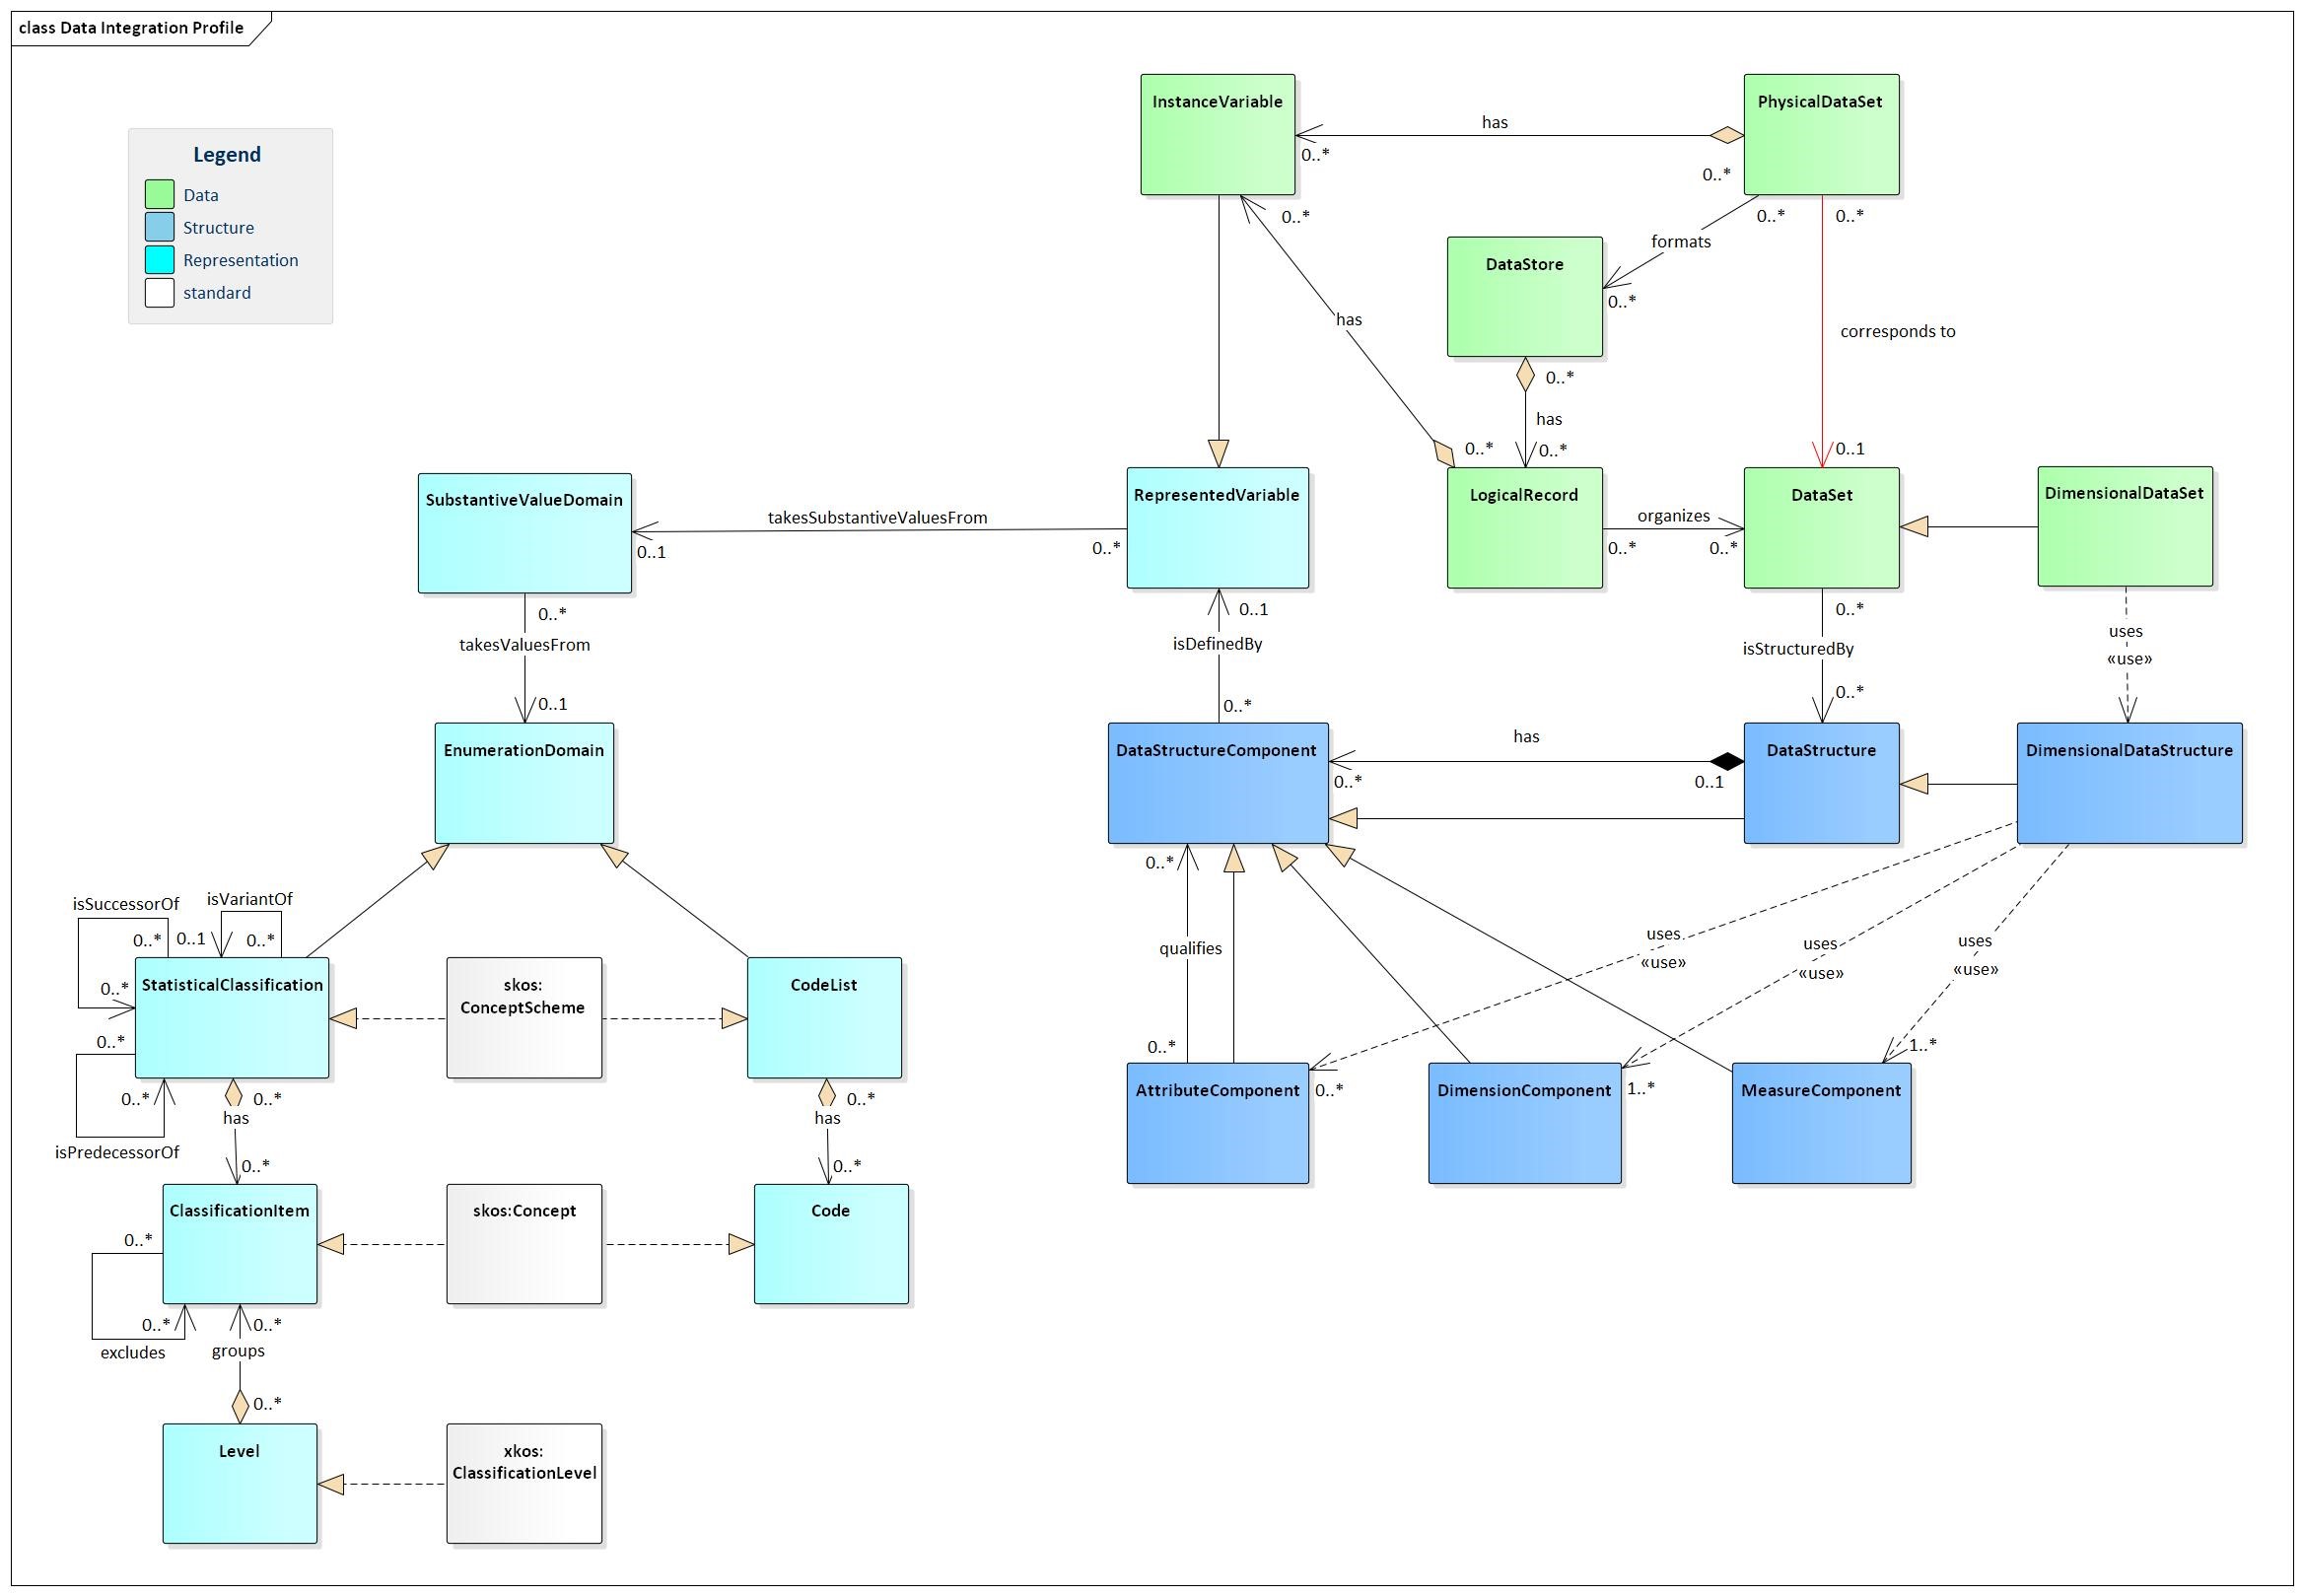 class Data Integration Profile
Legend
Data
Structure
Representation
standard
InstanceVariable
PhysicalDataSet
has
0..*
0..*
0..*
0..*
0..*
formats
DataStore
0..*
has
corresponds to
0..*
has
0..*
0..*
0..1
SubstantiveValueDomain
RepresentedVariable
LogicalRecord
DataSet
DimensionalDataSet
takesSubstantiveValuesFrom
organizes
0..1
0..*
0..*
0..*
0..*
0..1
0..*
takesValuesFrom
isDefinedBy
isStructuredBy
uses
«use»
0..1
0..*
0..*
EnumerationDomain
DataStructureComponent
has
DataStructure
DimensionalDataStructure
0..*
0..1
0..*
isSuccessorOf
isVariantOf
0..*
0..1
0..*
qualifies
uses
«use»
uses
«use»
uses
«use»
StatisticalClassification
skos:
ConceptScheme
CodeList
0..*
0..*
0..*
0..*
1..*
1..*
AttributeComponent
DimensionComponent
MeasureComponent
0..*
0..*
0..*
has
has
isPredecessorOf
0..*
0..*
ClassificationItem
skos:Concept
Code
0..*
0..*
0..*
excludes
groups
0..*
Level
xkos:
ClassificationLevel